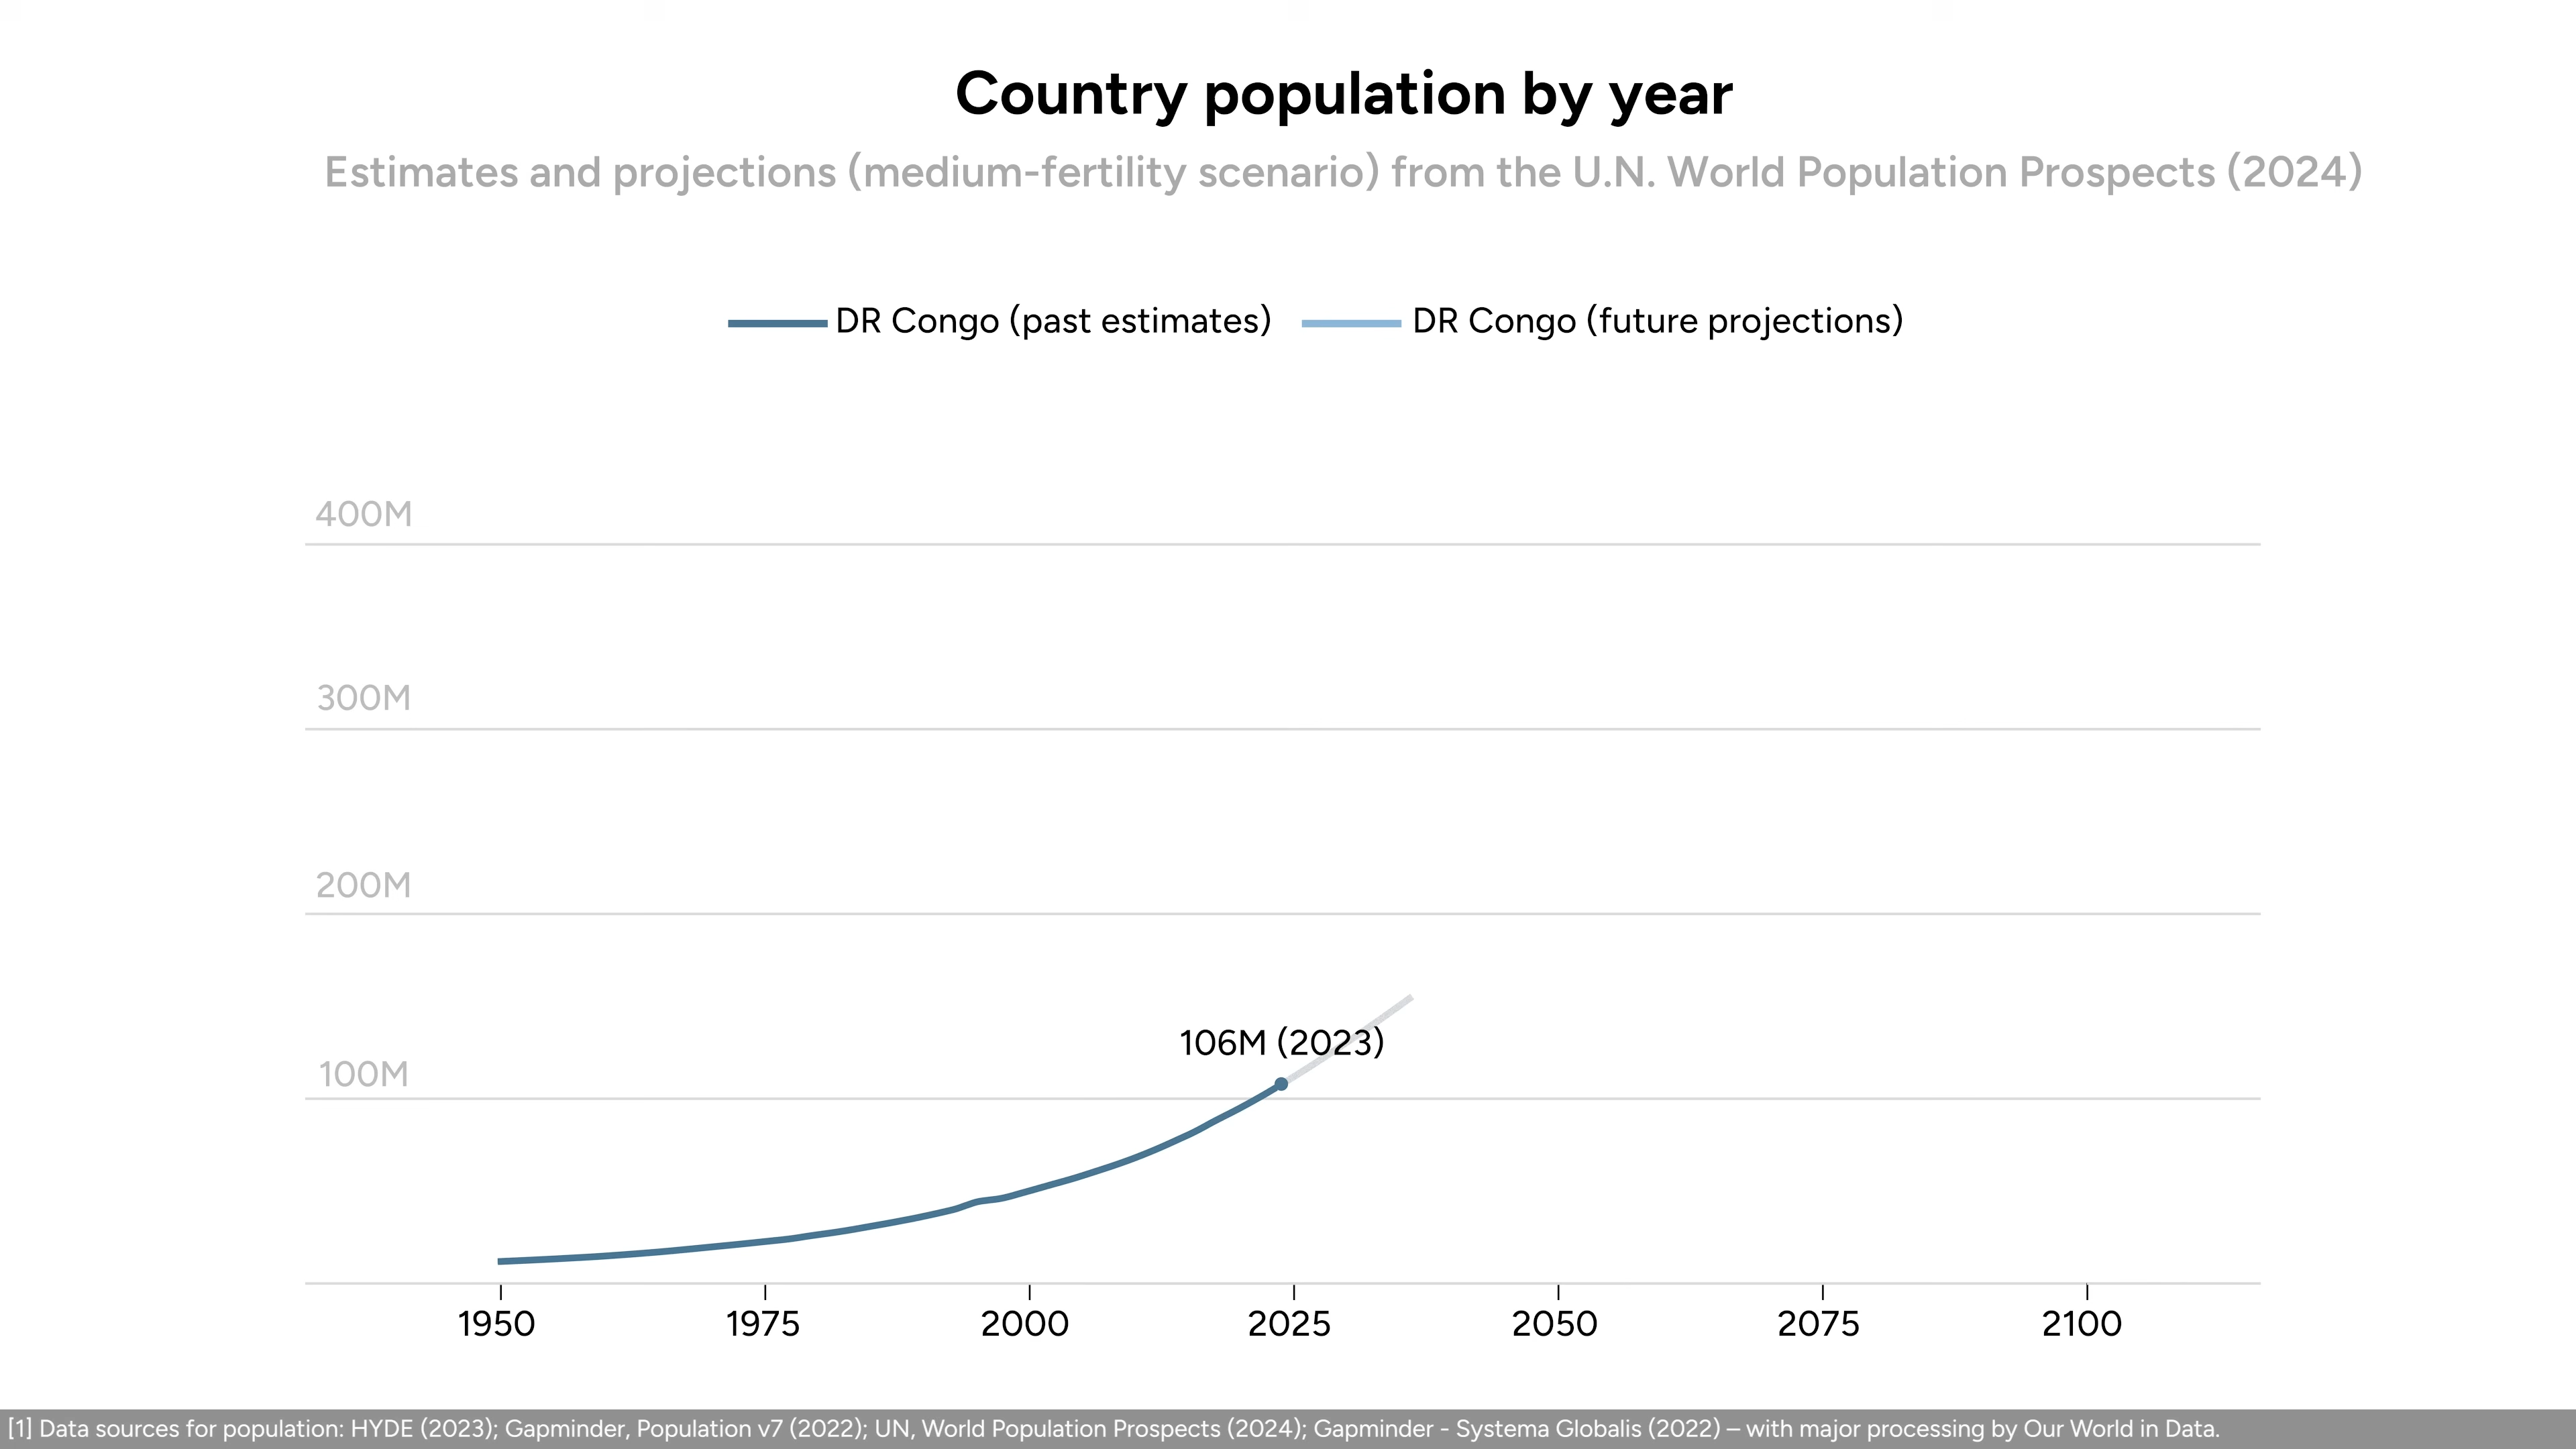 Country population by year
Estimates and projections (medium-fertility scenario) from the U.N. World Population Prospects (2024)
DR Congo (past estimates) DR Congo (future projections)
400M
300M
200M
106M (2023)
100M
1950 1975 2000 2025 2050 2075 2100
[1] Data sources for population: HYDE (2023); Gapminder, Population v7 (2022); UN, World Population Prospects (2024); Gapminder - Systema Globalis (2022) – with major processing by Our World in Data.